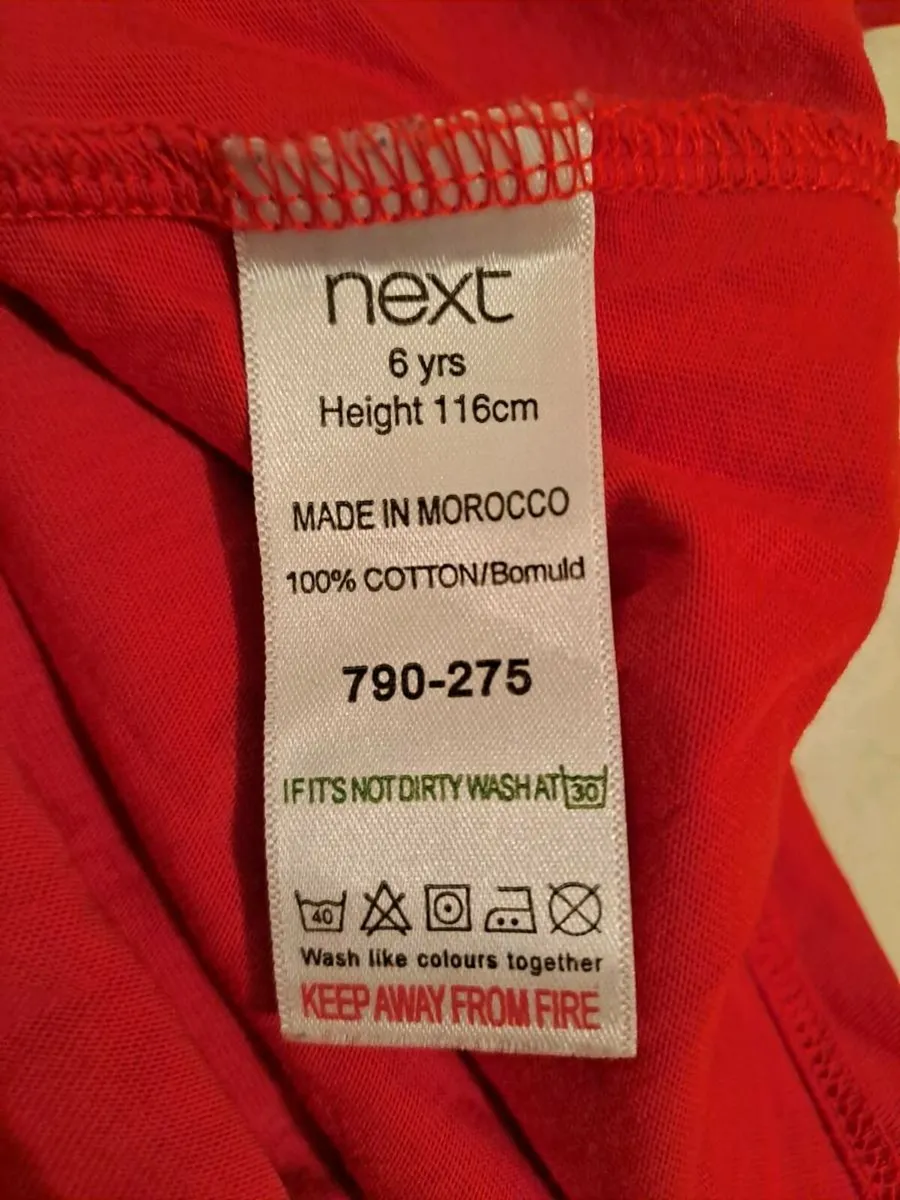 next
6 yrs
Height 116cm
MADE IN MOROCCO
100% COTTON/Bomuld
790-275
IF IT'S NOT DIRTY WASH AT 30
40
Wash like colours together
KEEP AWAY FROM FIRE